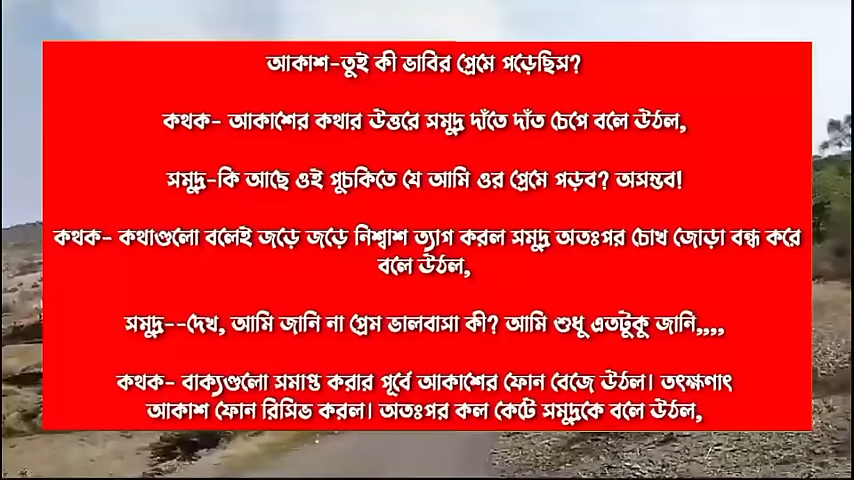 আকাশ-তুই কী ভাবির প্রেমে পড়েছিস?
কথক- আকাশের কথার উত্তরে সমুদ্র দাঁতে দাঁত চেপে বলে উঠল,
সমুদ্র-কি আছে ওই পুচকিতে যে আমি ওর প্রেমে পড়ব? অসম্ভব!
কথক- কথাগুলো বলেই জড়ে জড়ে নিশ্বাশ ত্যাগ করল সমুদ্র অতঃপর চোখ জোড়া বন্ধ করে
বলে উঠল,
সমুদ্র--দেখ, আমি জানি না প্রেম ভালবাসা কী? আমি শুধু এতটুকু জানি,,,,
কথক- বাক্যগুলো সমাপ্ত করার পূর্বে আকাশের ফোন বেজে উঠল। তৎক্ষণাৎ
আকাশ ফোন রিসিভ করল। অতঃপর কল কেটে সমুদ্রকে বলে উঠল,